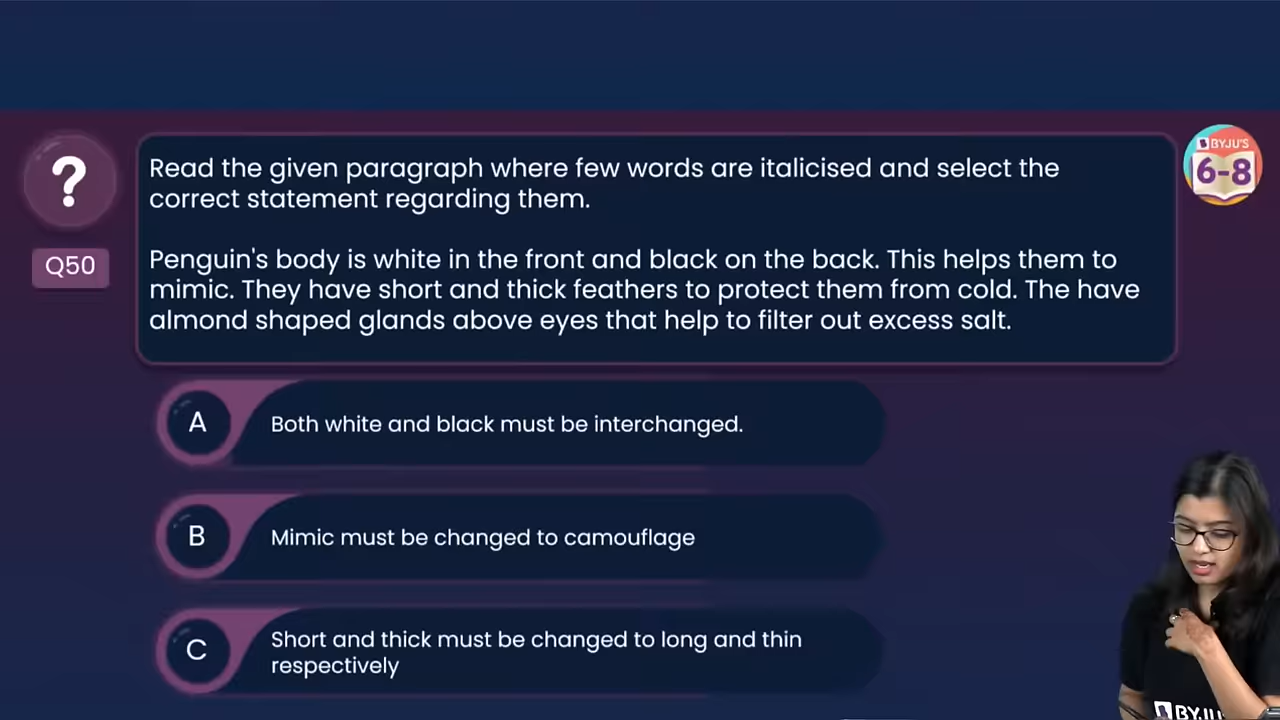 ?
BYJU'S
6-8
Read the given paragraph where few words are italicised and select the
correct statement regarding them.
Q50
Penguin's body is white in the front and black on the back. This helps them to
mimic. They have short and thick feathers to protect them from cold. The have
almond shaped glands above eyes that help to filter out excess salt.
A
Both white and black must be interchanged.
B
Mimic must be changed to camouflage
C
Short and thick must be changed to long and thin
respectively
BYJU